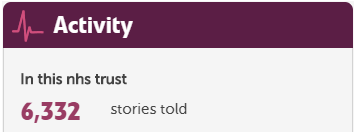 Activity
In this nhs trust
6,332 stories told